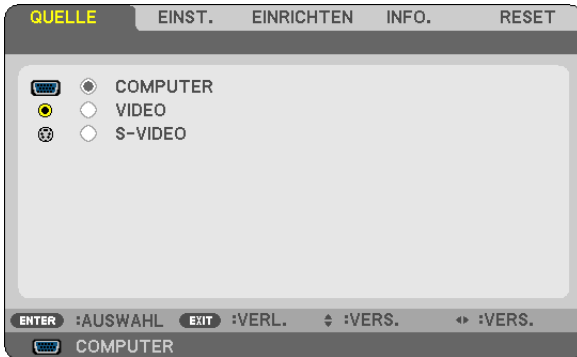 QUELLE EINST. EINRICHTEN INFO. RESET
COMPUTER
VIDEO
S-VIDEO
ENTER :AUSWAHL EXIT :VERL. :VERS. :VERS.
COMPUTER